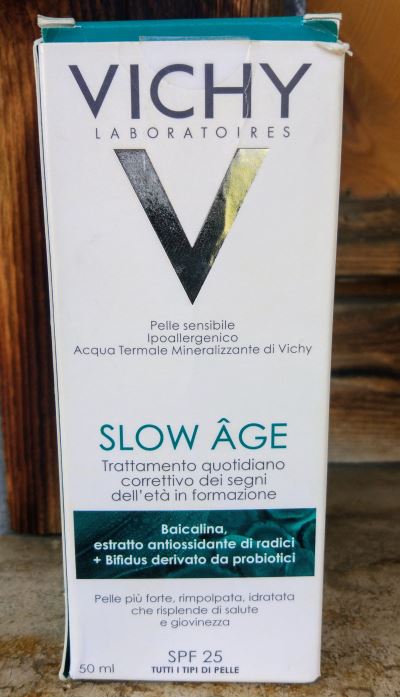 VICHY
LABORATOIRES
V
Pelle sensibile
Ipoallergenico
Acqua Termale Mineralizzante di Vichy
SLOW ÂGE
Trattamento quotidiano
correttivo dei segni
dell'età in formazione
Baicalina,
estratto antiossidante di radici
+ Bifidus derivato da probiotici
Pelle più forte, rimpolpata, idratata
che risplende di salute
e giovinezza
50 ml
SPF 25
TUTTI I TIPI DI PELLE